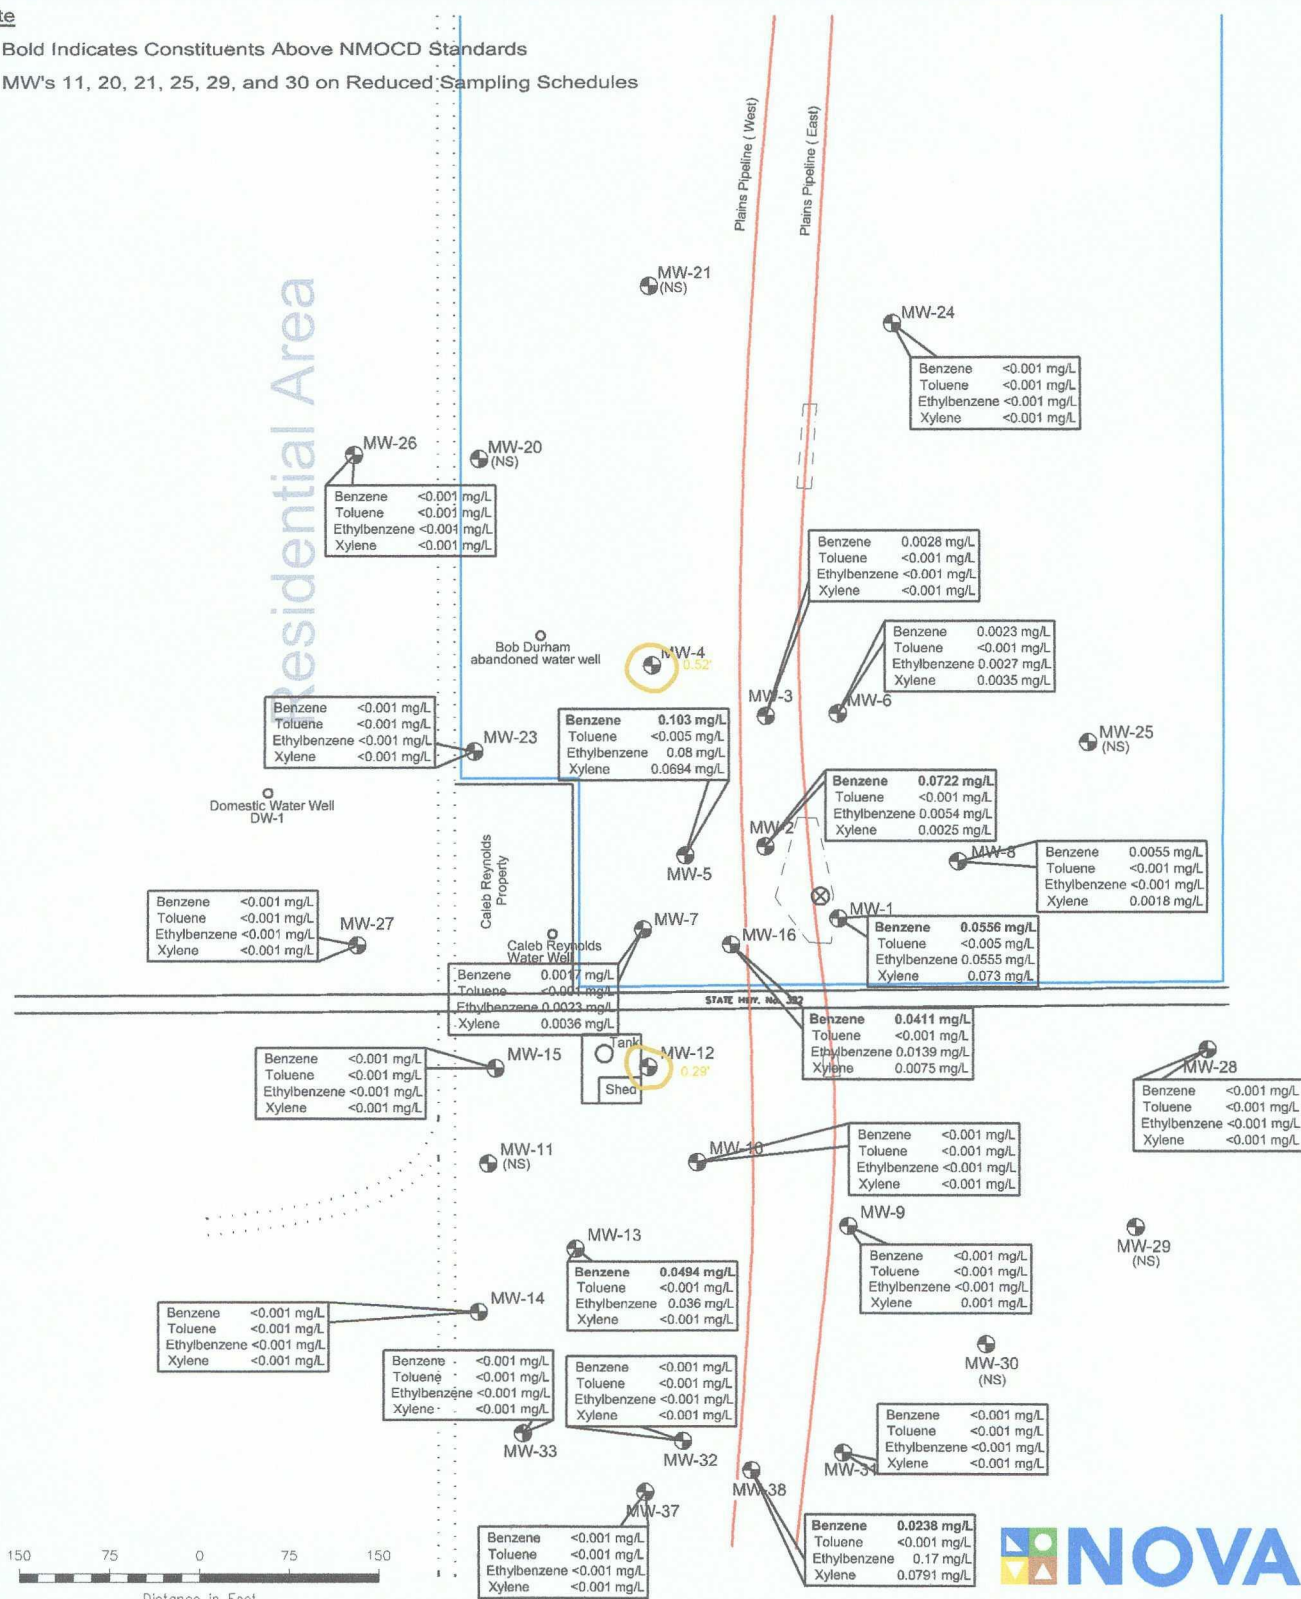 te
Bold Indicates Constituents Above NMOCD Standards
MW's 11, 20, 21, 25, 29, and 30 on Reduced Sampling Schedules
Plains Pipeline ( West)
Plains Pipeline ( East)
Residential Area
MW-21
(NS)
MW-24
Benzene <0.001 mg/L
Toluene <0.001 mg/L
Ethylbenzene <0.001 mg/L
Xylene <0.001 mg/L
MW-26
Benzene <0.001 mg/L
Toluene <0.001 mg/L
Ethylbenzene <0.001 mg/L
Xylene <0.001 mg/L
MW-20
(NS)
Benzene 0.0028 mg/L
Toluene <0.001 mg/L
Ethylbenzene <0.001 mg/L
Xylene <0.001 mg/L
MW-3
Benzene 0.0023 mg/L
Toluene <0.001 mg/L
Ethylbenzene 0.0027 mg/L
Xylene 0.0035 mg/L
MW-6
Bob Durham
abandoned water well
MW-4
0.52'
Benzene <0.001 mg/L
Toluene <0.001 mg/L
Ethylbenzene <0.001 mg/L
Xylene <0.001 mg/L
MW-23
Benzene 0.103 mg/L
Toluene <0.005 mg/L
Ethylbenzene 0.08 mg/L
Xylene 0.0694 mg/L
MW-5
MW-25
(NS)
Domestic Water Well
DW-1
Benzene 0.0722 mg/L
Toluene <0.001 mg/L
Ethylbenzene 0.0054 mg/L
Xylene 0.0025 mg/L
MW-2
MW-8
Benzene 0.0055 mg/L
Toluene <0.001 mg/L
Ethylbenzene <0.001 mg/L
Xylene 0.0018 mg/L
Caleb Reynolds
Property
Benzene <0.001 mg/L
Toluene <0.001 mg/L
Ethylbenzene <0.001 mg/L
Xylene <0.001 mg/L
MW-27
MW-1
Benzene 0.0556 mg/L
Toluene <0.005 mg/L
Ethylbenzene 0.0555 mg/L
Xylene 0.073 mg/L
MW-7
MW-16
Caleb Reynolds
Water Well
Benzene 0.0017 mg/L
Toluene <0.001 mg/L
Ethylbenzene 0.0023 mg/L
Xylene 0.0036 mg/L
STATE HWY. No.
Benzene 0.0411 mg/L
Toluene <0.001 mg/L
Ethylbenzene 0.0139 mg/L
Xylene 0.0075 mg/L
Tank
Shed
MW-12
0.29'
Benzene <0.001 mg/L
Toluene <0.001 mg/L
Ethylbenzene <0.001 mg/L
Xylene <0.001 mg/L
MW-15
MW-28
Benzene <0.001 mg/L
Toluene <0.001 mg/L
Ethylbenzene <0.001 mg/L
Xylene <0.001 mg/L
MW-11
(NS)
MW-10
Benzene <0.001 mg/L
Toluene <0.001 mg/L
Ethylbenzene <0.001 mg/L
Xylene <0.001 mg/L
MW-9
Benzene <0.001 mg/L
Toluene <0.001 mg/L
Ethylbenzene <0.001 mg/L
Xylene 0.001 mg/L
MW-29
(NS)
MW-13
Benzene 0.0494 mg/L
Toluene <0.001 mg/L
Ethylbenzene 0.036 mg/L
Xylene <0.001 mg/L
MW-14
Benzene <0.001 mg/L
Toluene <0.001 mg/L
Ethylbenzene <0.001 mg/L
Xylene <0.001 mg/L
MW-30
(NS)
Benzene <0.001 mg/L
Toluene <0.001 mg/L
Ethylbenzene <0.001 mg/L
Xylene <0.001 mg/L
MW-33
Benzene <0.001 mg/L
Toluene <0.001 mg/L
Ethylbenzene <0.001 mg/L
Xylene <0.001 mg/L
MW-32
Benzene <0.001 mg/L
Toluene <0.001 mg/L
Ethylbenzene <0.001 mg/L
Xylene <0.001 mg/L
MW-31
MW-38
Benzene 0.0238 mg/L
Toluene <0.001 mg/L
Ethylbenzene 0.17 mg/L
Xylene 0.0791 mg/L
MW-37
Benzene <0.001 mg/L
Toluene <0.001 mg/L
Ethylbenzene <0.001 mg/L
Xylene <0.001 mg/L
150 75 0 75 150
Distance in Feet
NOVA